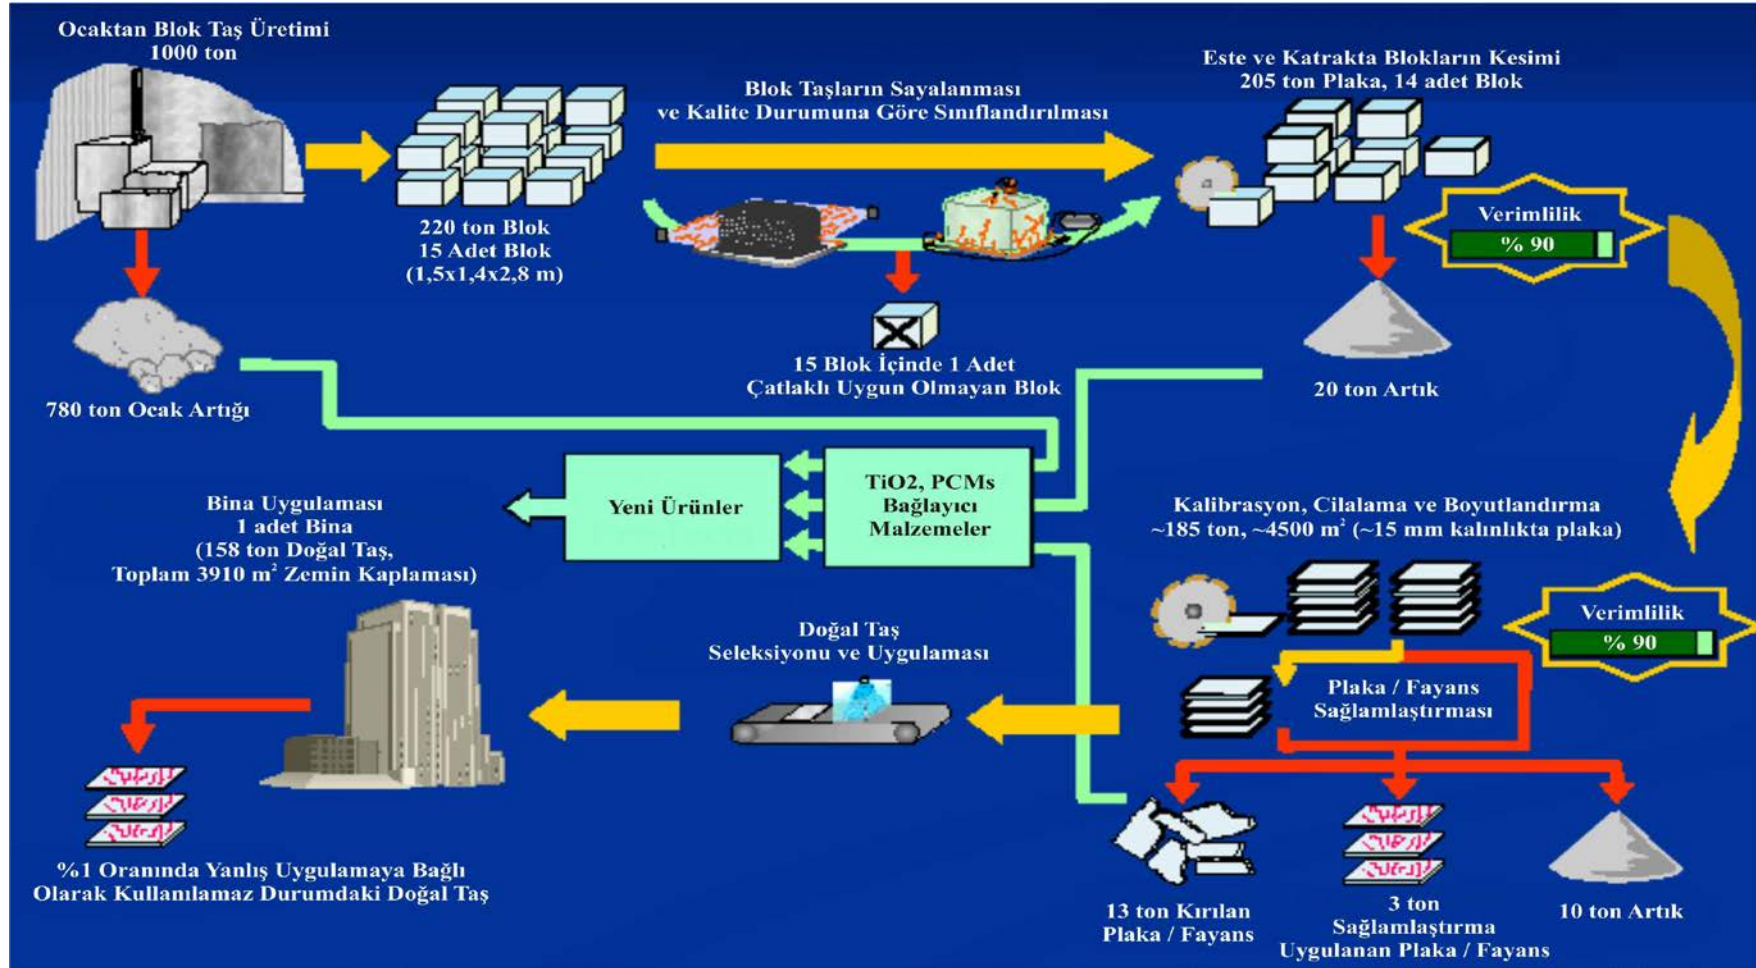 Ocaktan Blok Taş Üretimi
1000 ton
220 ton Blok
15 Adet Blok
(1,5x1,4x2,8 m)
780 ton Ocak Artığı
Blok Taşların Sayalanması
ve Kalite Durumuna Göre Sınıflandırılması
15 Blok İçinde 1 Adet
Çatlaklı Uygun Olmayan Blok
Este ve Katrakta Blokların Kesimi
205 ton Plaka, 14 adet Blok
Verimlilik
% 90
20 ton Artık
Kalibrasyon, Cilalama ve Boyutlandırma
~185 ton, ~4500 m² (~15 mm kalınlıkta plaka)
Verimlilik
% 90
Plaka / Fayans
Sağlamlaştırması
13 ton Kırılan
Plaka / Fayans
3 ton
Sağlamlaştırma
Uygulanan Plaka / Fayans
10 ton Artık
TiO2, PCMs
Bağlayıcı
Malzemeler
Yeni Ürünler
Doğal Taş
Seleksiyonu ve Uygulaması
Bina Uygulaması
1 adet Bina
(158 ton Doğal Taş,
Toplam 3910 m² Zemin Kaplaması)
%1 Oranında Yanlış Uygulamaya Bağlı
Olarak Kullanılamaz Durumdaki Doğal Taş